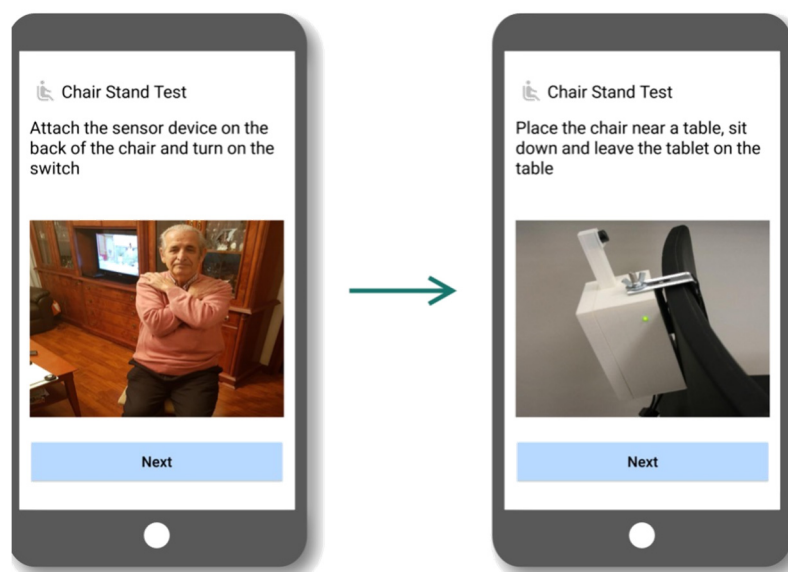 Chair Stand Test
Attach the sensor device on the
back of the chair and turn on the
switch
Next
Chair Stand Test
Place the chair near a table, sit
down and leave the tablet on the
table
Next